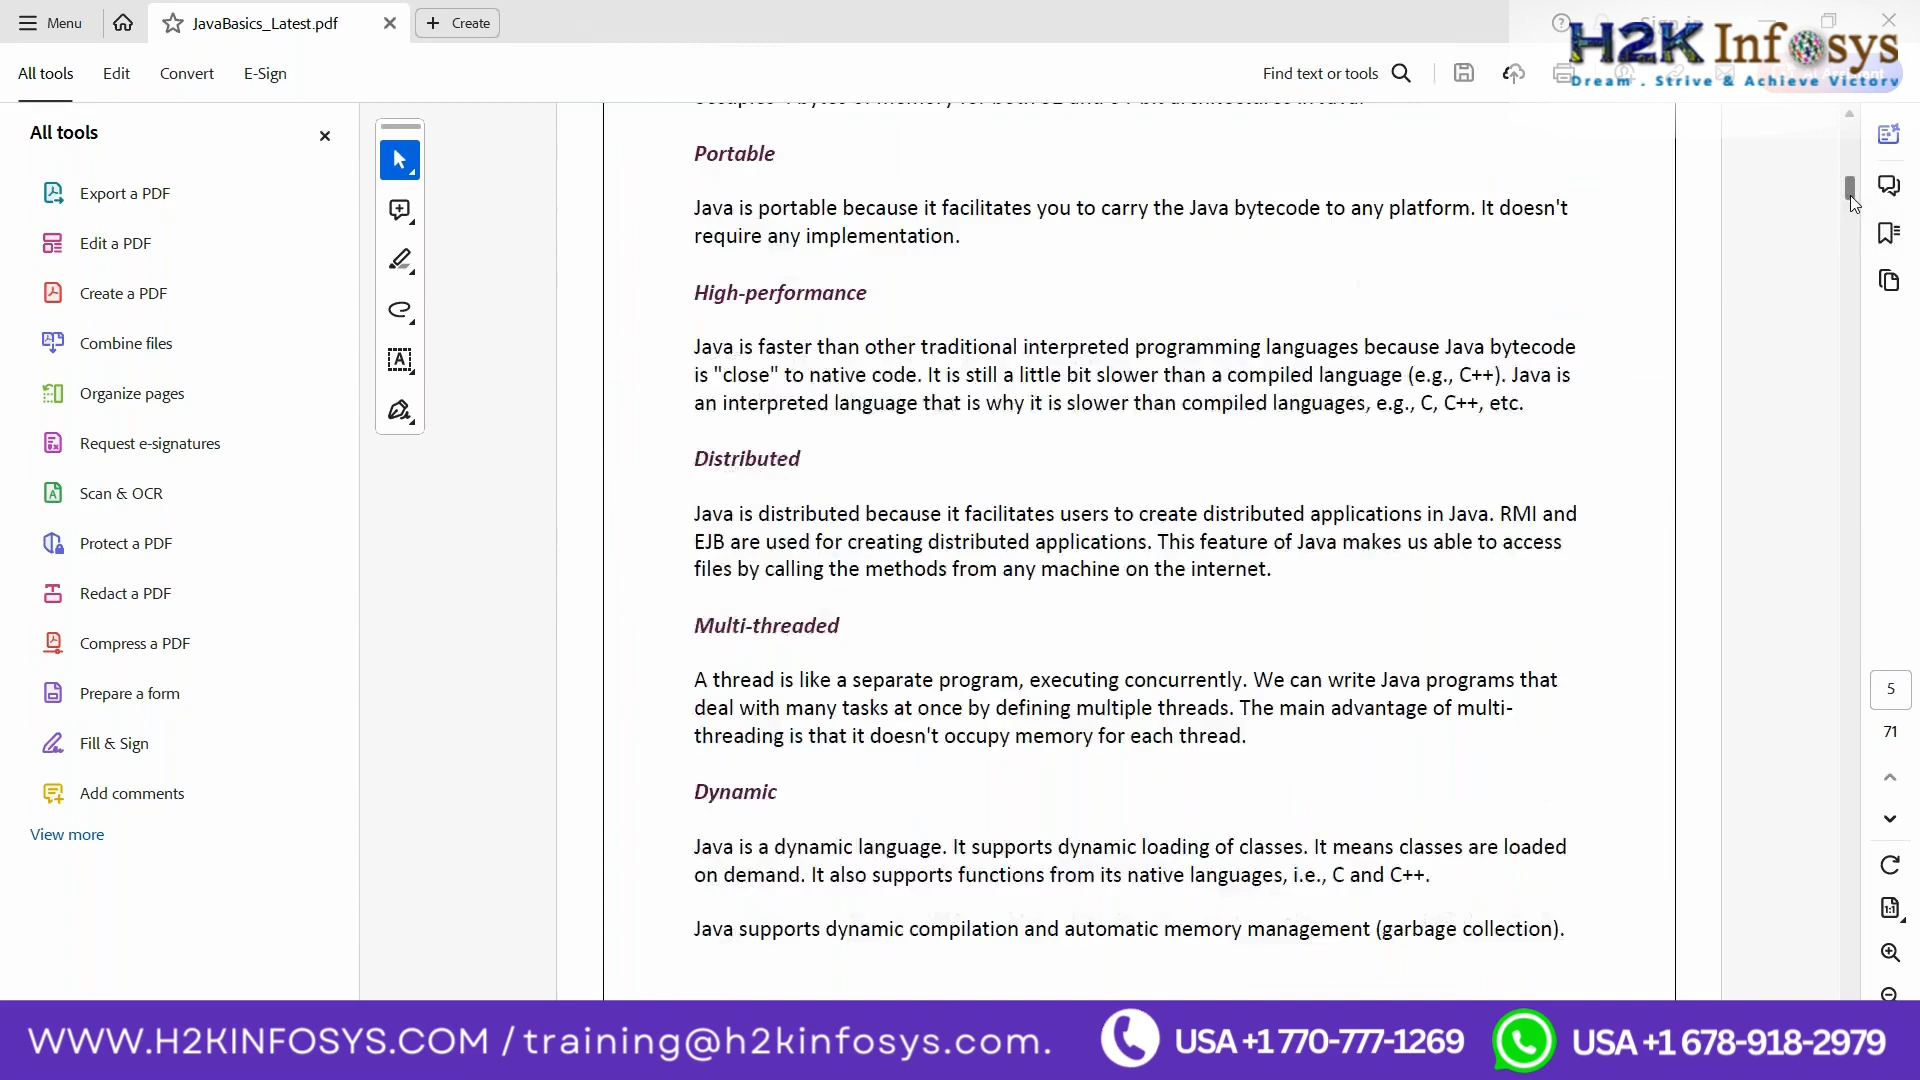 Menu
JavaBasics_Latest.pdf
Create
All tools
Edit
Convert
E-Sign
Find text or tools
H2K Infosys
Dream . Strive & Achieve Victory
All tools
Export a PDF
Edit a PDF
Create a PDF
Combine files
Organize pages
Request e-signatures
Scan & OCR
Protect a PDF
Redact a PDF
Compress a PDF
Prepare a form
Fill & Sign
Add comments
View more
Portable
Java is portable because it facilitates you to carry the Java bytecode to any platform. It doesn't
require any implementation.
High-performance
Java is faster than other traditional interpreted programming languages because Java bytecode
is "close" to native code. It is still a little bit slower than a compiled language (e.g., C++). Java is
an interpreted language that is why it is slower than compiled languages, e.g., C, C++, etc.
Distributed
Java is distributed because it facilitates users to create distributed applications in Java. RMI and
EJB are used for creating distributed applications. This feature of Java makes us able to access
files by calling the methods from any machine on the internet.
Multi-threaded
A thread is like a separate program, executing concurrently. We can write Java programs that
deal with many tasks at once by defining multiple threads. The main advantage of multi-
threading is that it doesn't occupy memory for each thread.
Dynamic
Java is a dynamic language. It supports dynamic loading of classes. It means classes are loaded
on demand. It also supports functions from its native languages, i.e., C and C++.
Java supports dynamic compilation and automatic memory management (garbage collection).
5
71
WWW.H2KINFOSYS.COM / training@h2kinfosys.com.
USA +1 770-777-1269
USA +1 678-918-2979